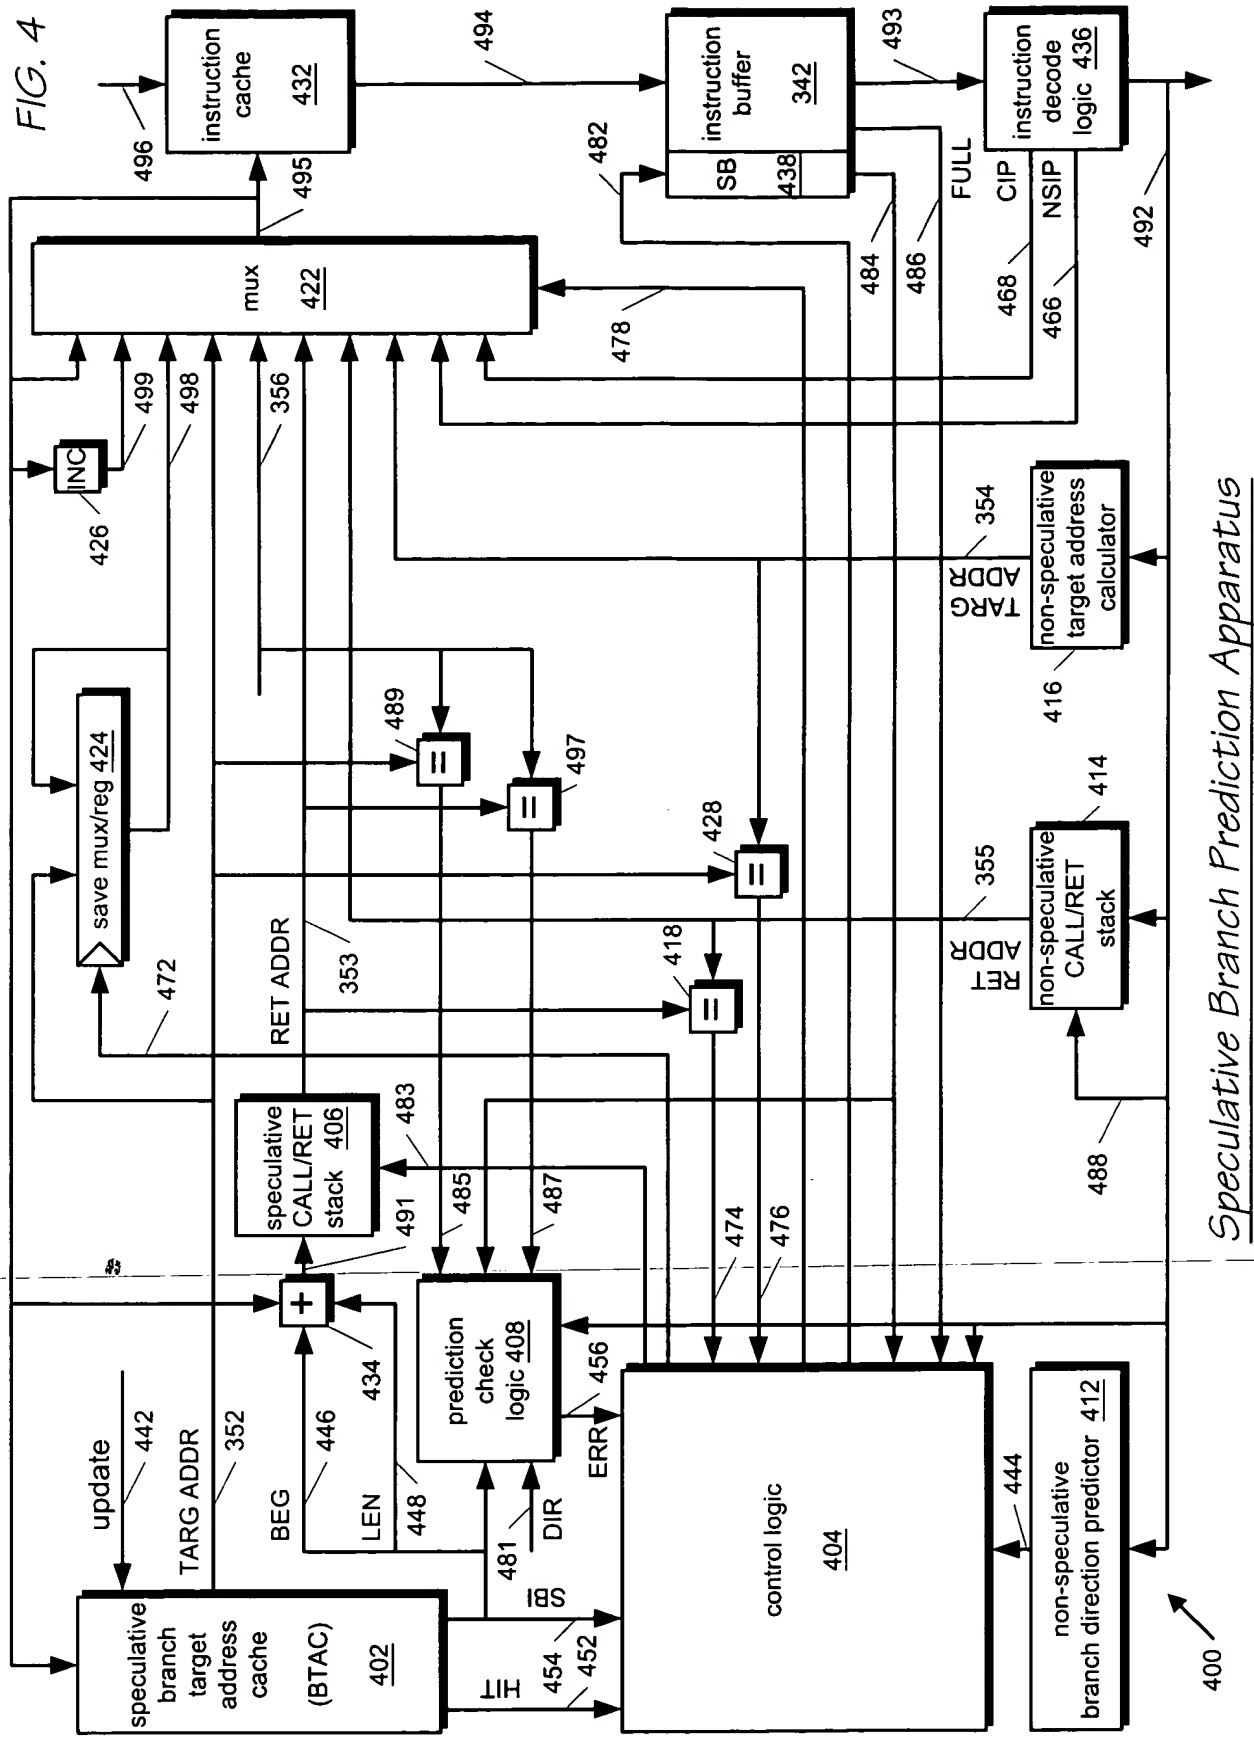 FIG. 4
496
instruction
cache
432
494
instruction
buffer
342
SB
438
482
493
instruction
decode
logic 436
495
mux
422
478
484
486
FULL
CIP
NSIP
468
466
492
INC
426
499
498
356
354
TARG
ADDR
non-speculative
target address
calculator
416
save mux/reg 424
489
497
428
418
355
RET
ADDR
non-speculative
CALL/RET
stack
414
488
472
RET ADDR
353
speculative
CALL/RET
stack 406
483
491
485
487
474
476
+
434
prediction
check
logic 408
456
ERR
update
442
TARG ADDR
352
BEG
446
LEN
448
481
DIR
speculative
branch
target
address
cache
(BTAC)
402
SBI
HIT
454
452
control logic
404
444
non-speculative
branch direction predictor 412
400
Speculative Branch Prediction Apparatus
=
=
=
=